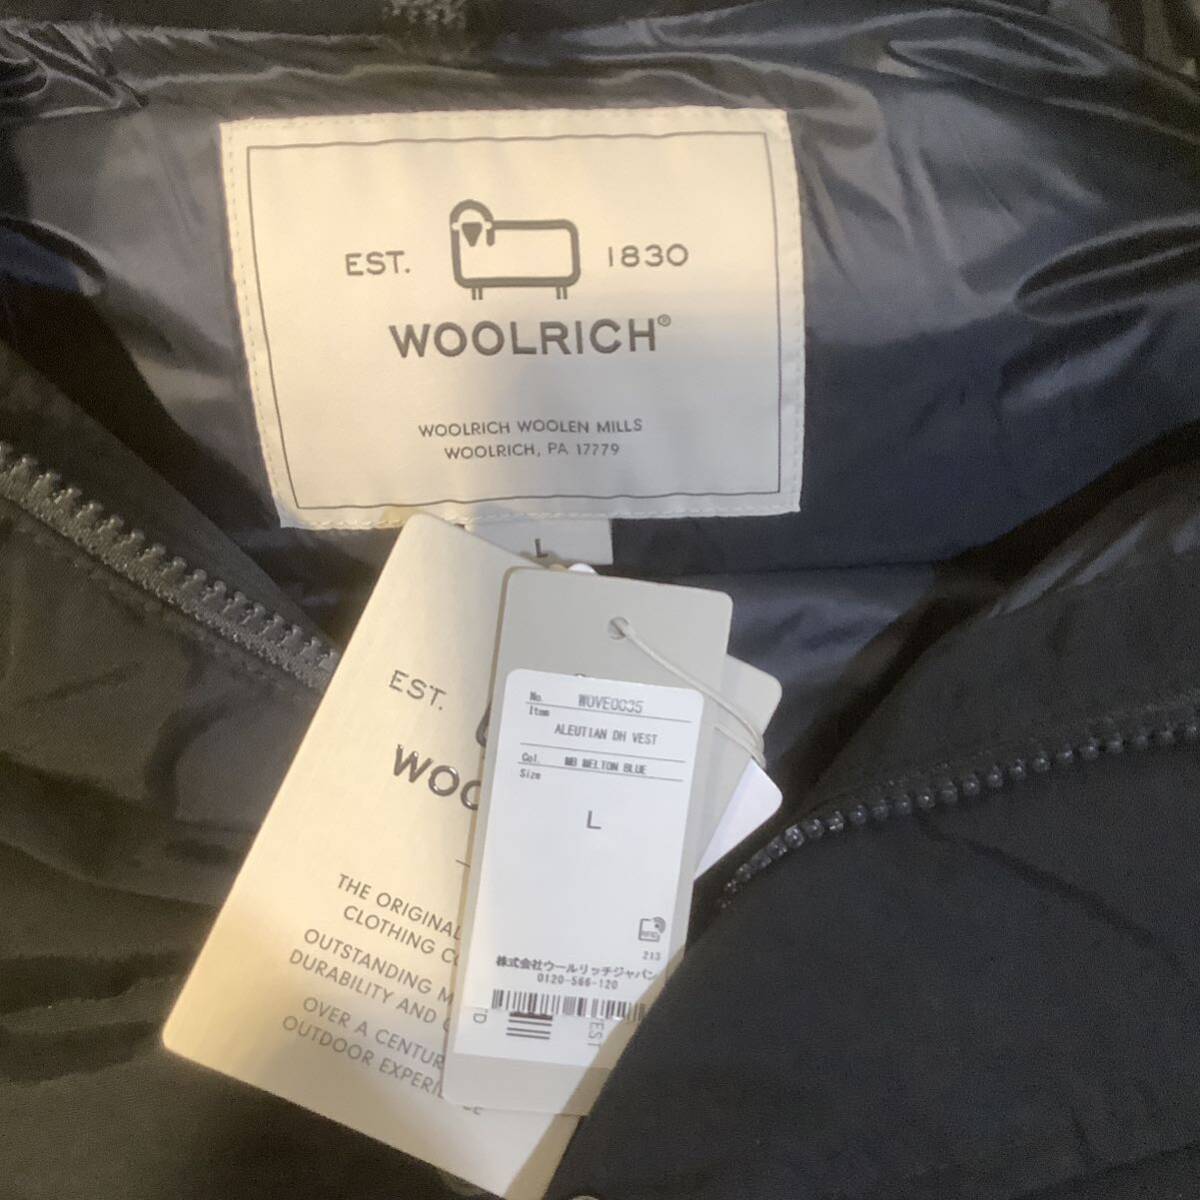 EST. 1830
WOOLRICH®
WOOLRICH WOOLEN MILLS
WOOLRICH, PA 17779
L
EST.
WOO
THE ORIGINAL
CLOTHING
OUTSTANDING
DURABILITY AND
OVER A CENTUR
OUTDOOR
No. WOVE0035
Item
ALEUTIAN DH VEST
Col. MB MELTON BLUE
Size
L
RFID
213
株式会社ウールリッチジャパン
0120-566-120